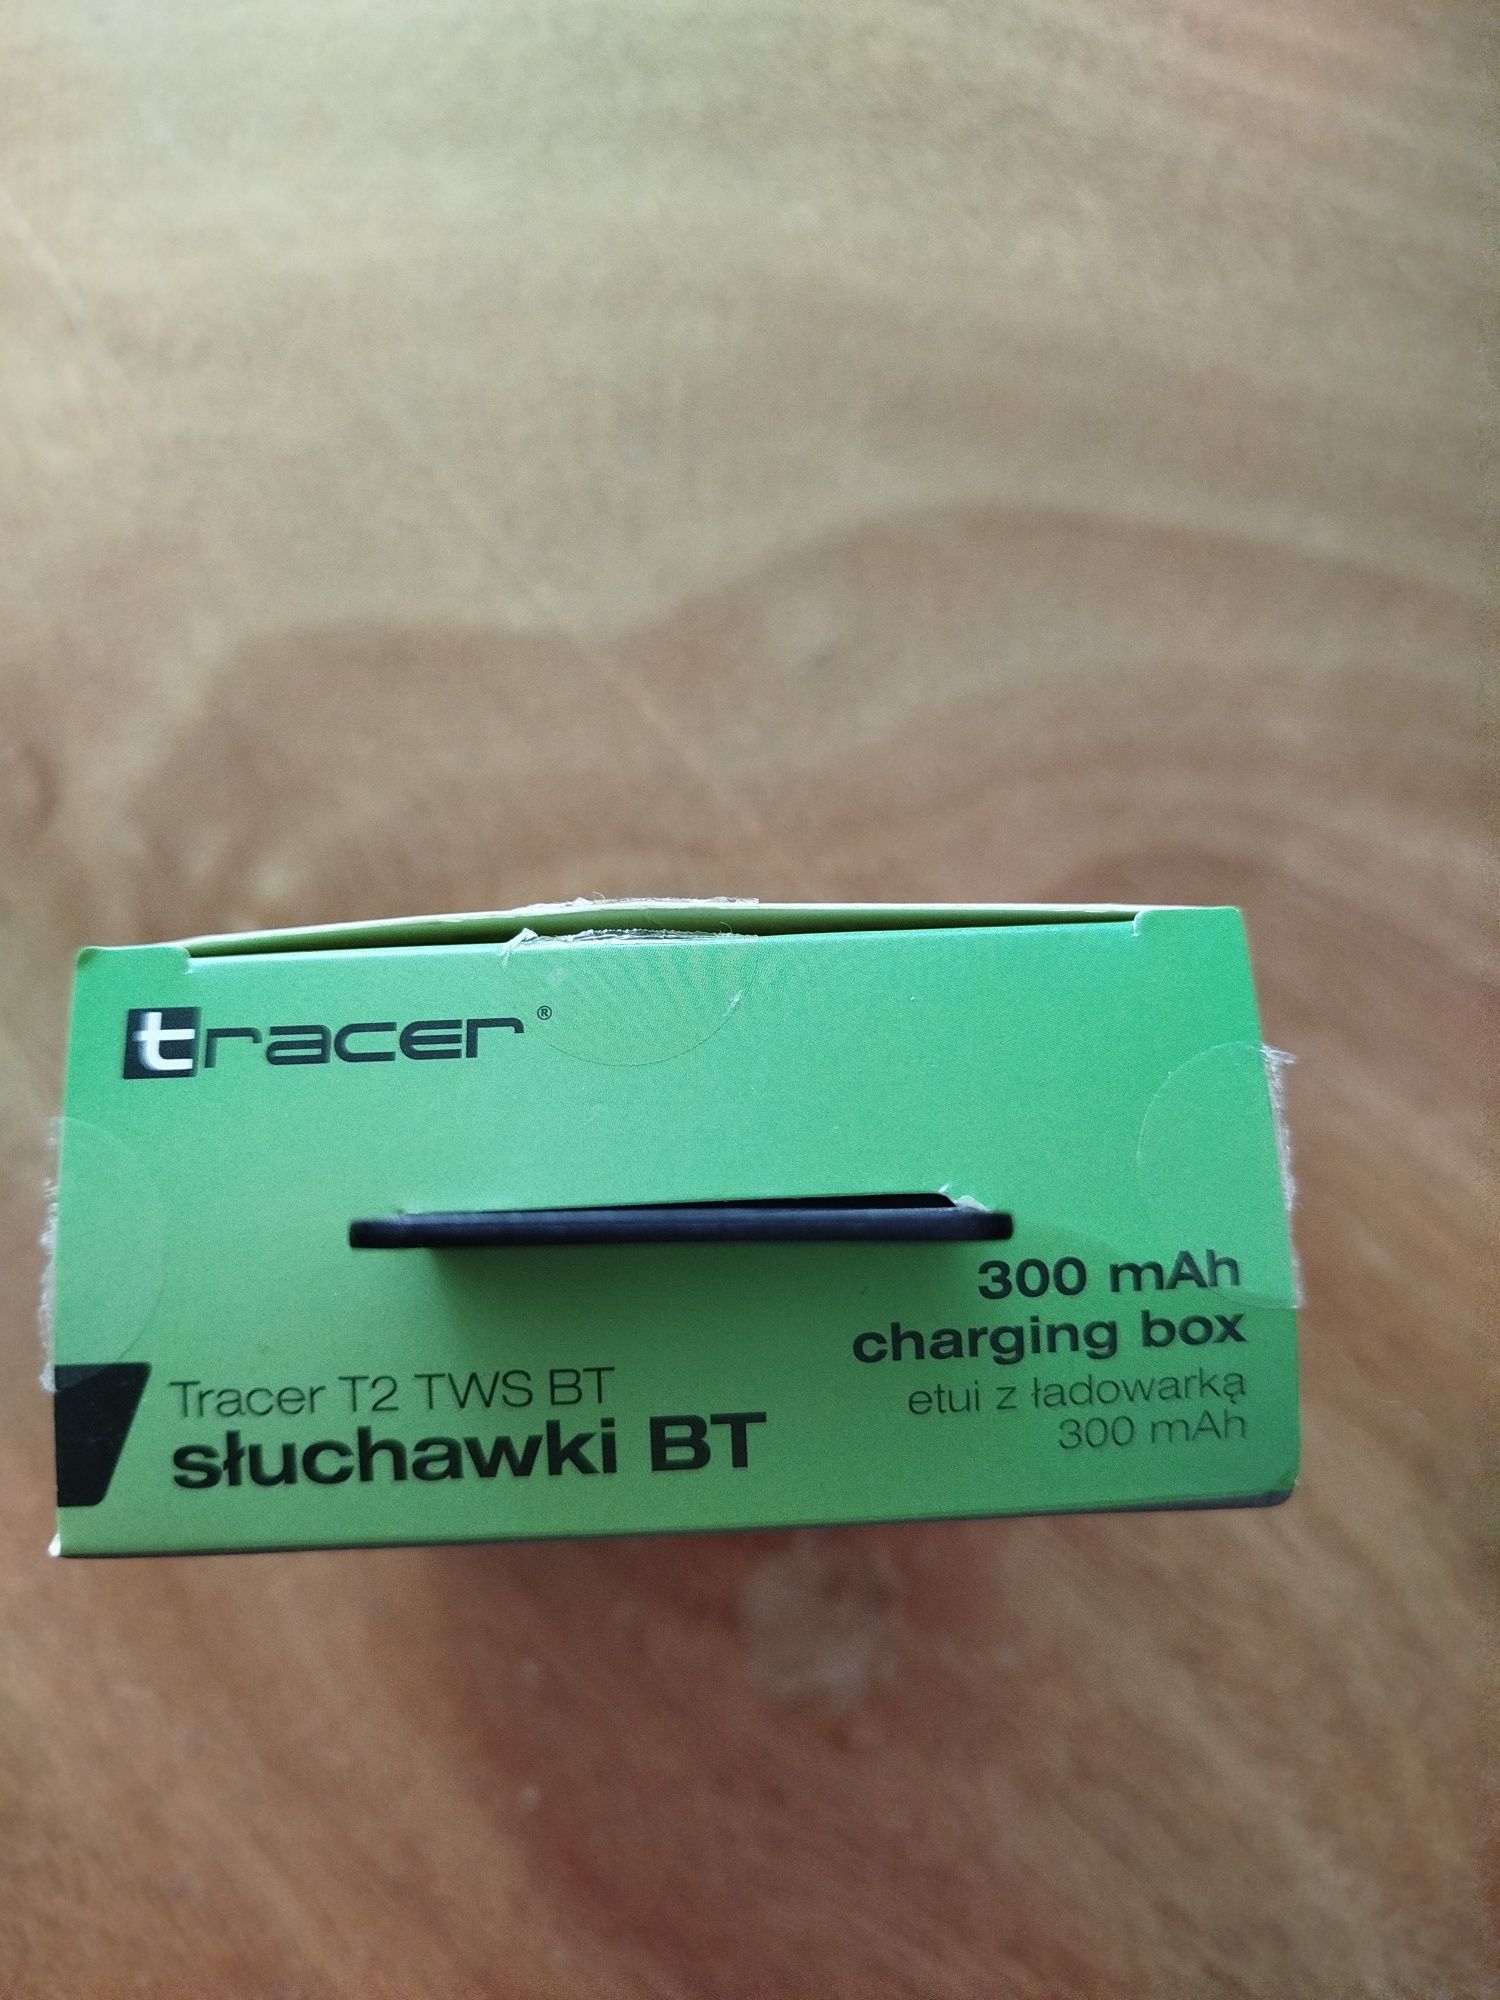 tracer®
300 mAh
charging box
etui z ładowarką
300 mAh
Tracer T2 TWS BT
słuchawki BT